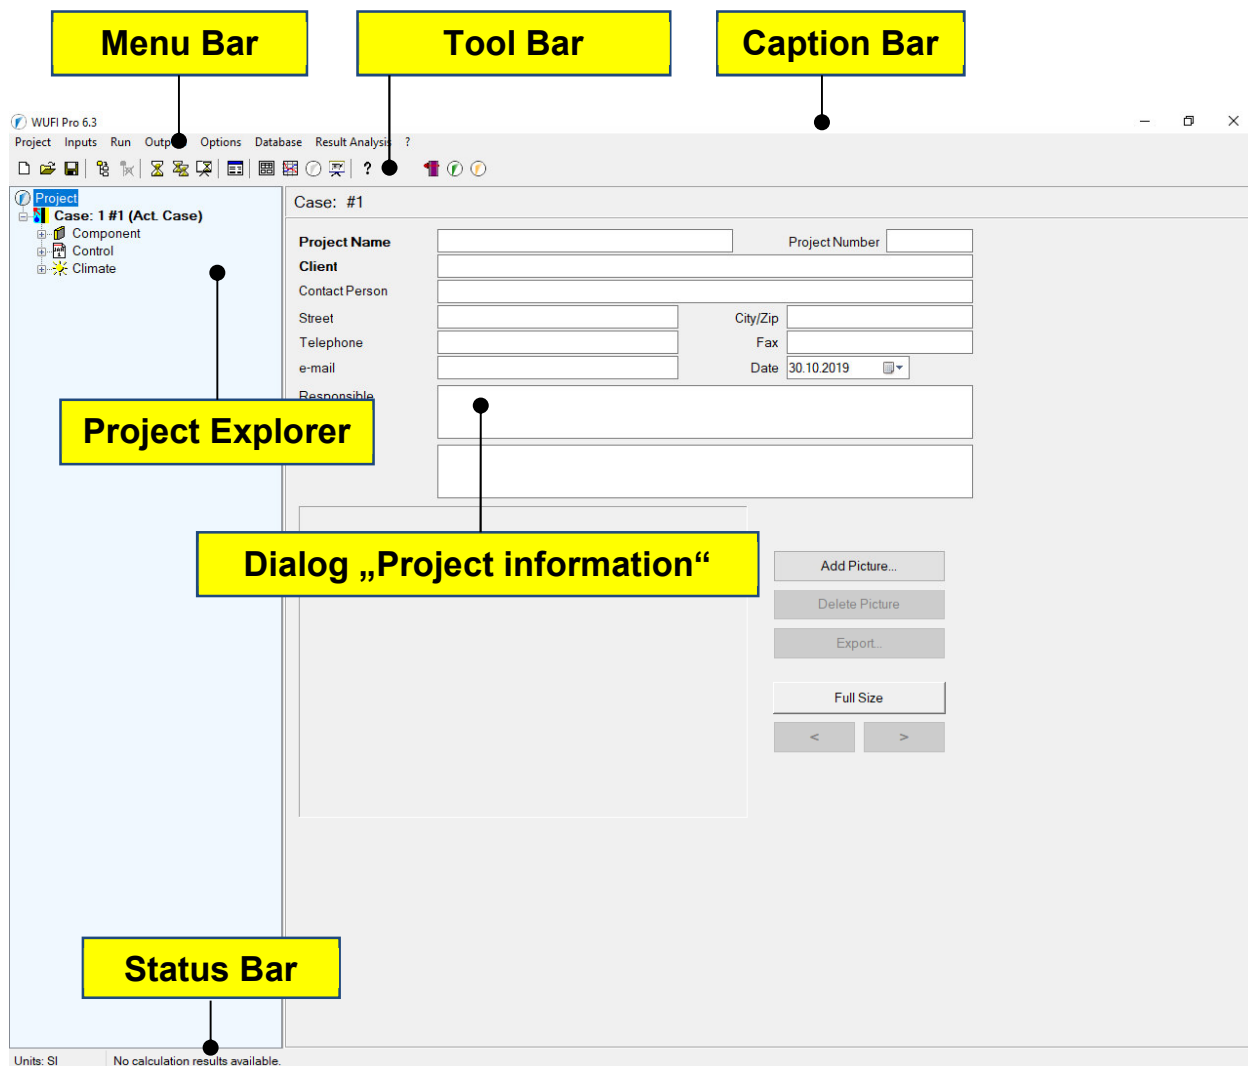 Menu Bar
Tool Bar
Caption Bar
WUFI Pro 6.3
Project Inputs Run Options Database Result Analysis ?
Project
Case: 1 #1 (Act. Case)
Component
Control
Climate
Case: #1
Project Name
Project Number
Client
Contact Person
Street
City/Zip
Telephone
Fax
e-mail
Date 30.10.2019
Responsible
Project Explorer
Dialog „Project information“
Add Picture...
Delete Picture
Export...
Full Size
< >
Status Bar
Units: SI
No calculation results available.